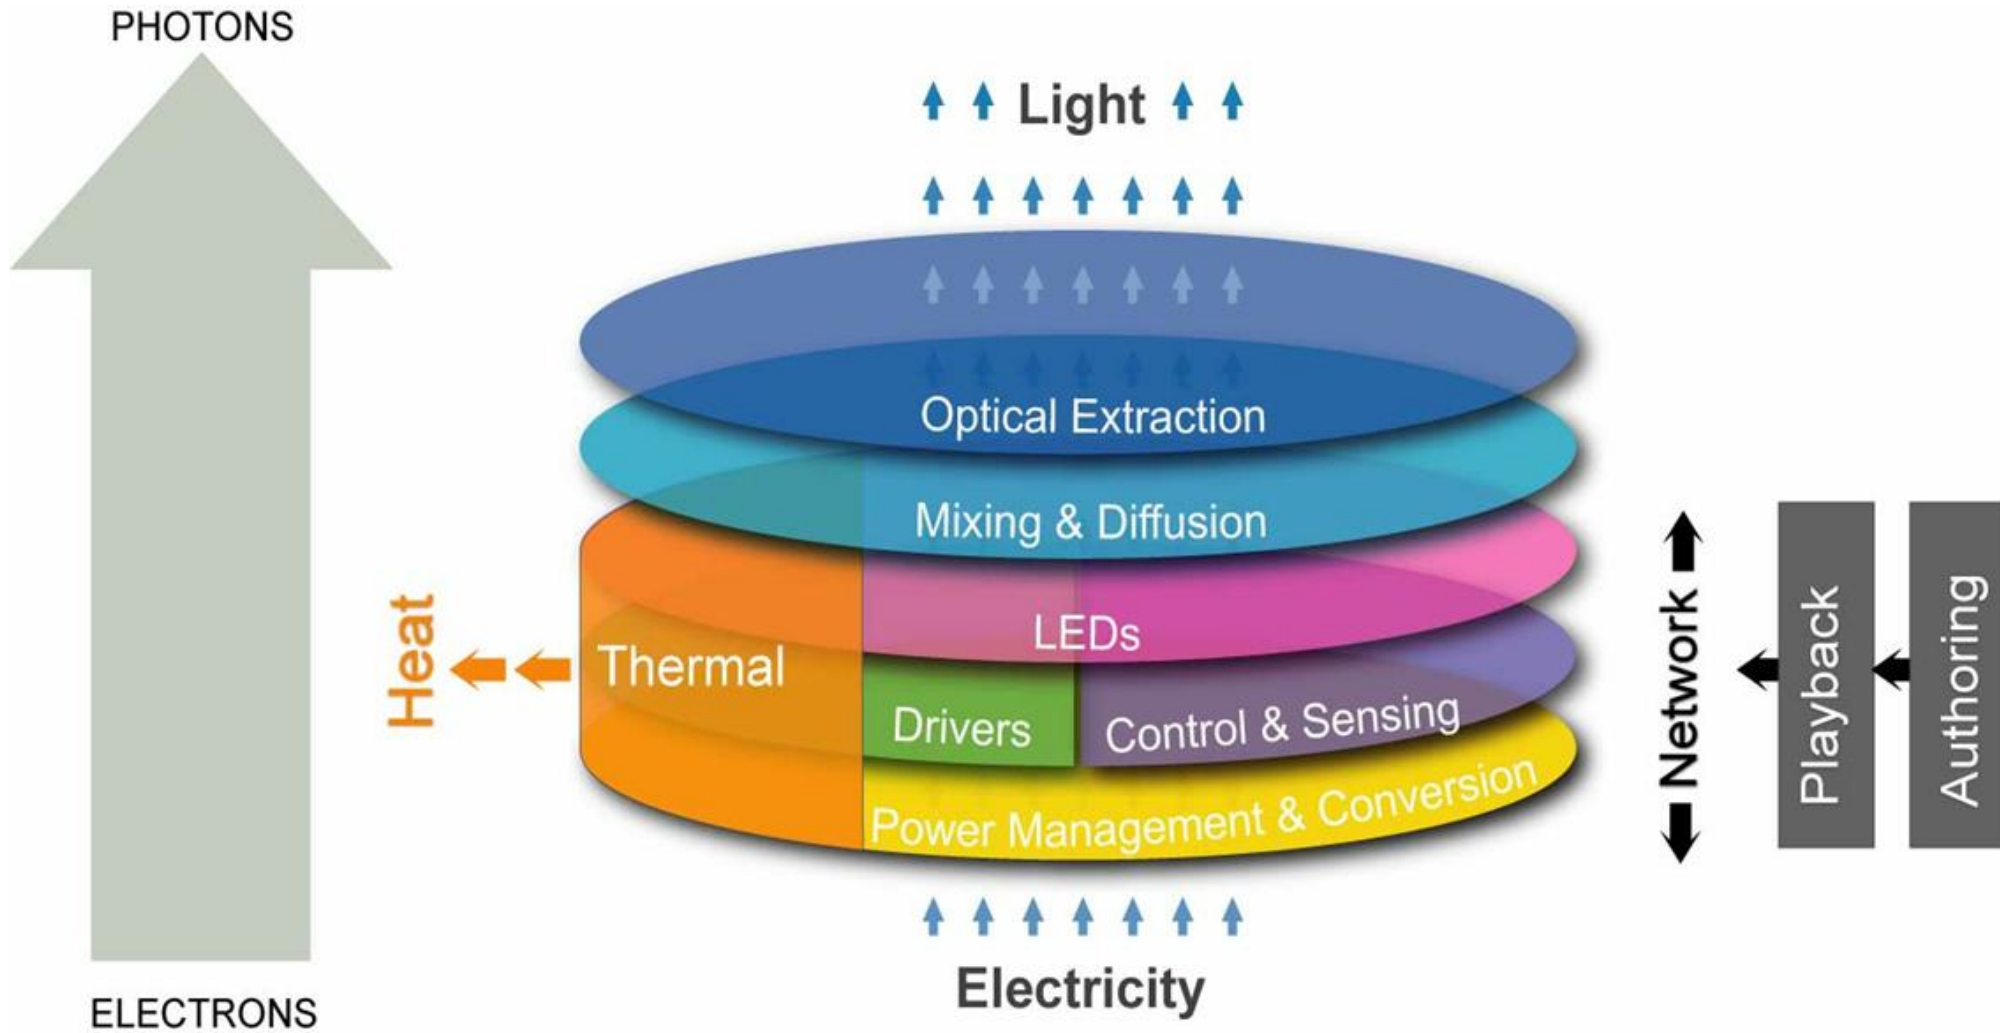 PHOTONS
Light
Optical Extraction
Mixing & Diffusion
LEDs
Thermal
Heat
Drivers
Control & Sensing
Power Management & Conversion
Network
Playback
Authoring
Electricity
ELECTRONS